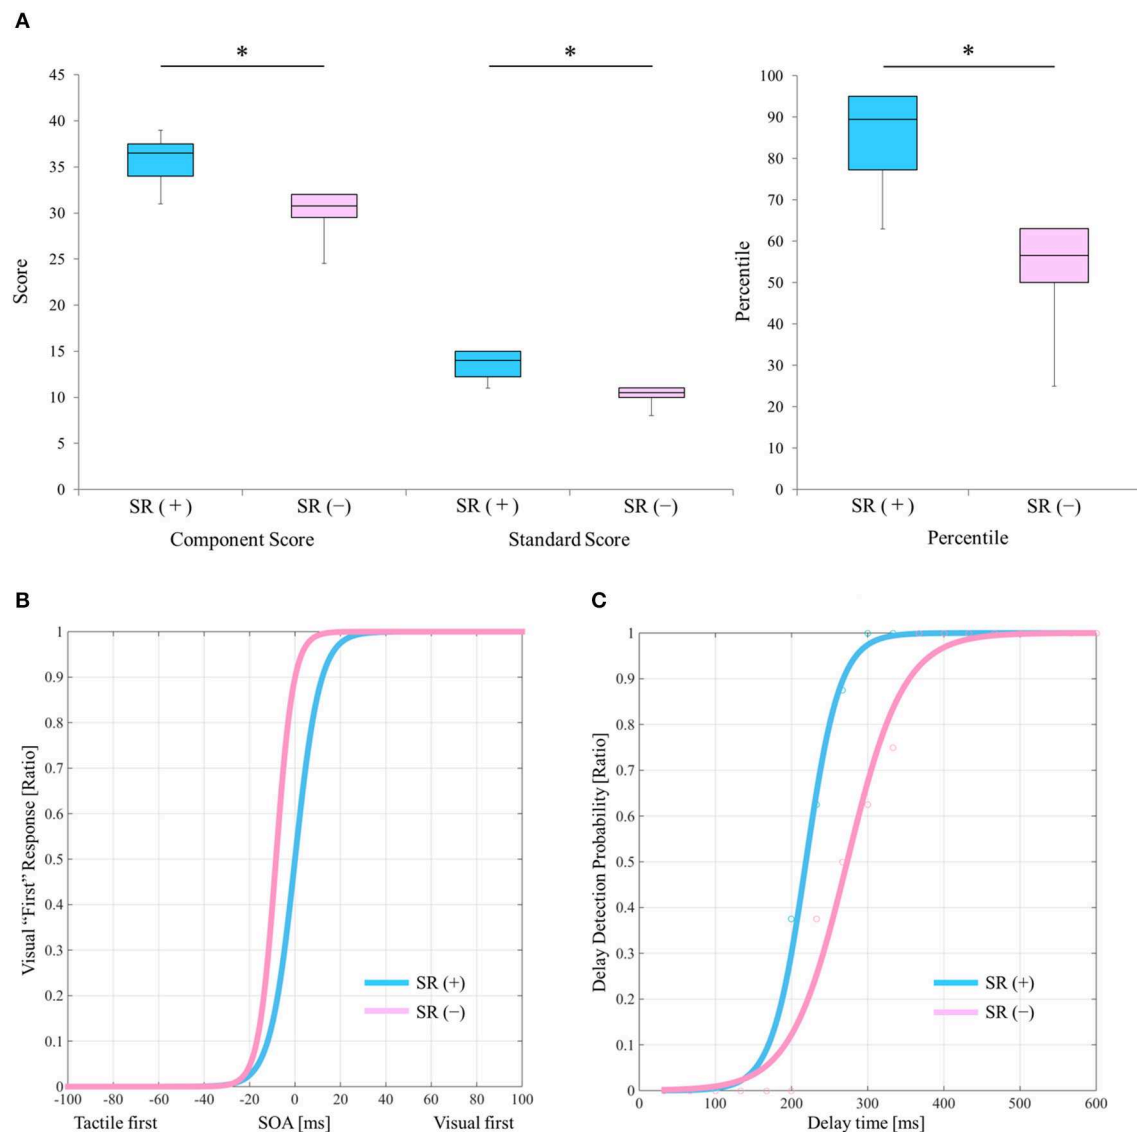 A
* * *
45
40
35
30
25
20
15
10
5
0
Score
SR (+) SR (−) SR (+) SR (−)
Component Score Standard Score
100
90
80
70
60
50
40
30
20
10
0
Percentile
SR (+) SR (−)
Percentile
B
1
0.9
0.8
0.7
0.6
0.5
0.4
0.3
0.2
0.1
0
Visual “First” Response [Ratio]
SR (+)
SR (−)
-100 -80 -60 -40 -20 0 20 40 60 80 100
Tactile first SOA [ms] Visual first
C
1
0.9
0.8
0.7
0.6
0.5
0.4
0.3
0.2
0.1
0
Delay Detection Probability [Ratio]
SR (+)
SR (−)
0 100 200 300 400 500 600
Delay time [ms]